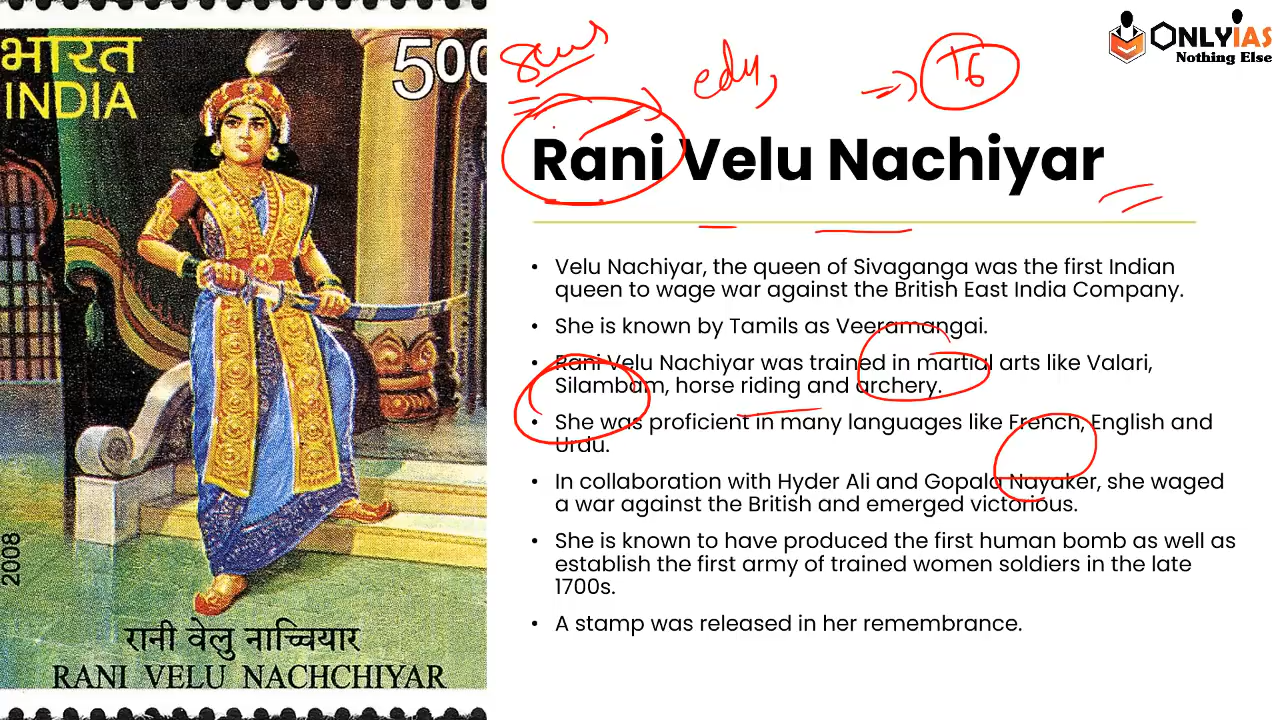 भारत
INDIA
500
2008
रानी वेलु नाच्चियार
RANI VELU NACHCHIYAR
ONLYIAS
Nothing Else
edu,
Rani Velu Nachiyar
• Velu Nachiyar, the queen of Sivaganga was the first Indian
queen to wage war against the British East India Company.
• She is known by Tamils as Veeramangai.
• Rani Velu Nachiyar was trained in martial arts like Valari,
Silambam, horse riding and archery.
• She was proficient in many languages like French, English and
Urdu.
• In collaboration with Hyder Ali and Gopala Nayaker, she waged
a war against the British and emerged victorious.
• She is known to have produced the first human bomb as well as
establish the first army of trained women soldiers in the late
1700s.
• A stamp was released in her remembrance.